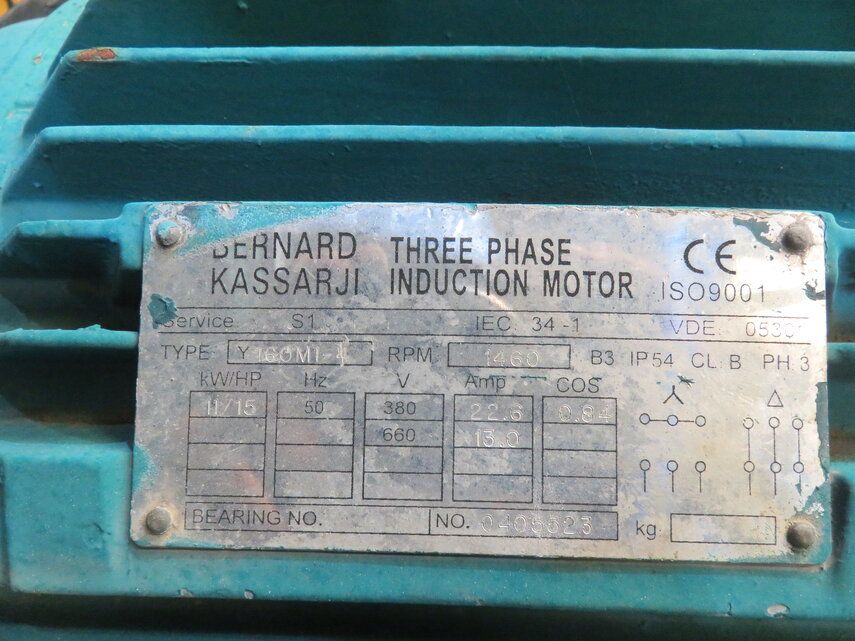 BERNARD THREE PHASE
KASSARJI INDUCTION MOTOR
CE
ISO9001
Service S1 IEC. 34-1 VDE.
TYPE Y RPM 1460 B3 IP54 CL: B PH: 3
kW/HP Hz V Amp COS
11/15 50 380 22.6 0.84
660 13.0
BEARING NO. NO. kg